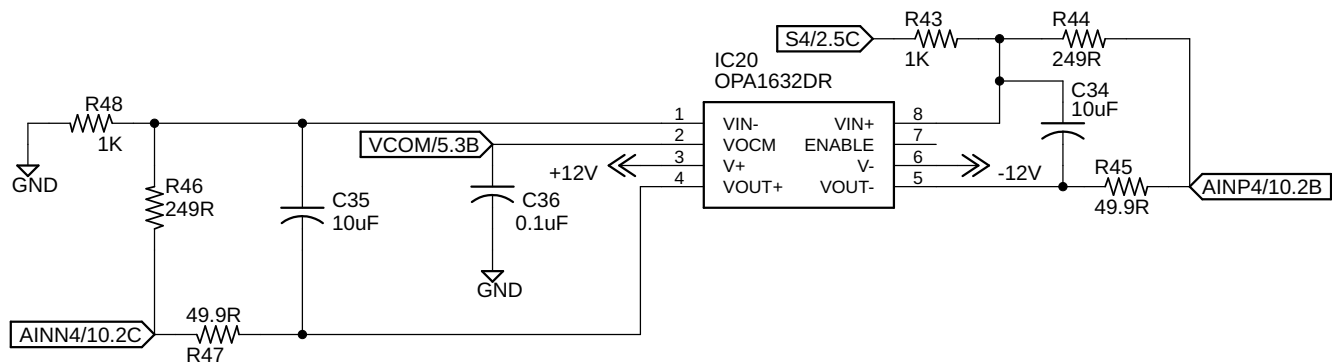 R43
R44
S4/2.5C
1K
249R
IC20
OPA1632DR
C34
10uF
R48
1K
GND
1
2
3
4
VIN-
VOCM
V+
VOUT+
VIN+
ENABLE
V-
VOUT-
8
7
6
5
VCOM/5.3B
+12V
-12V
R45
49.9R
AINP4/10.2B
R46
249R
C35
10uF
C36
0.1uF
GND
AINN4/10.2C
49.9R
R47